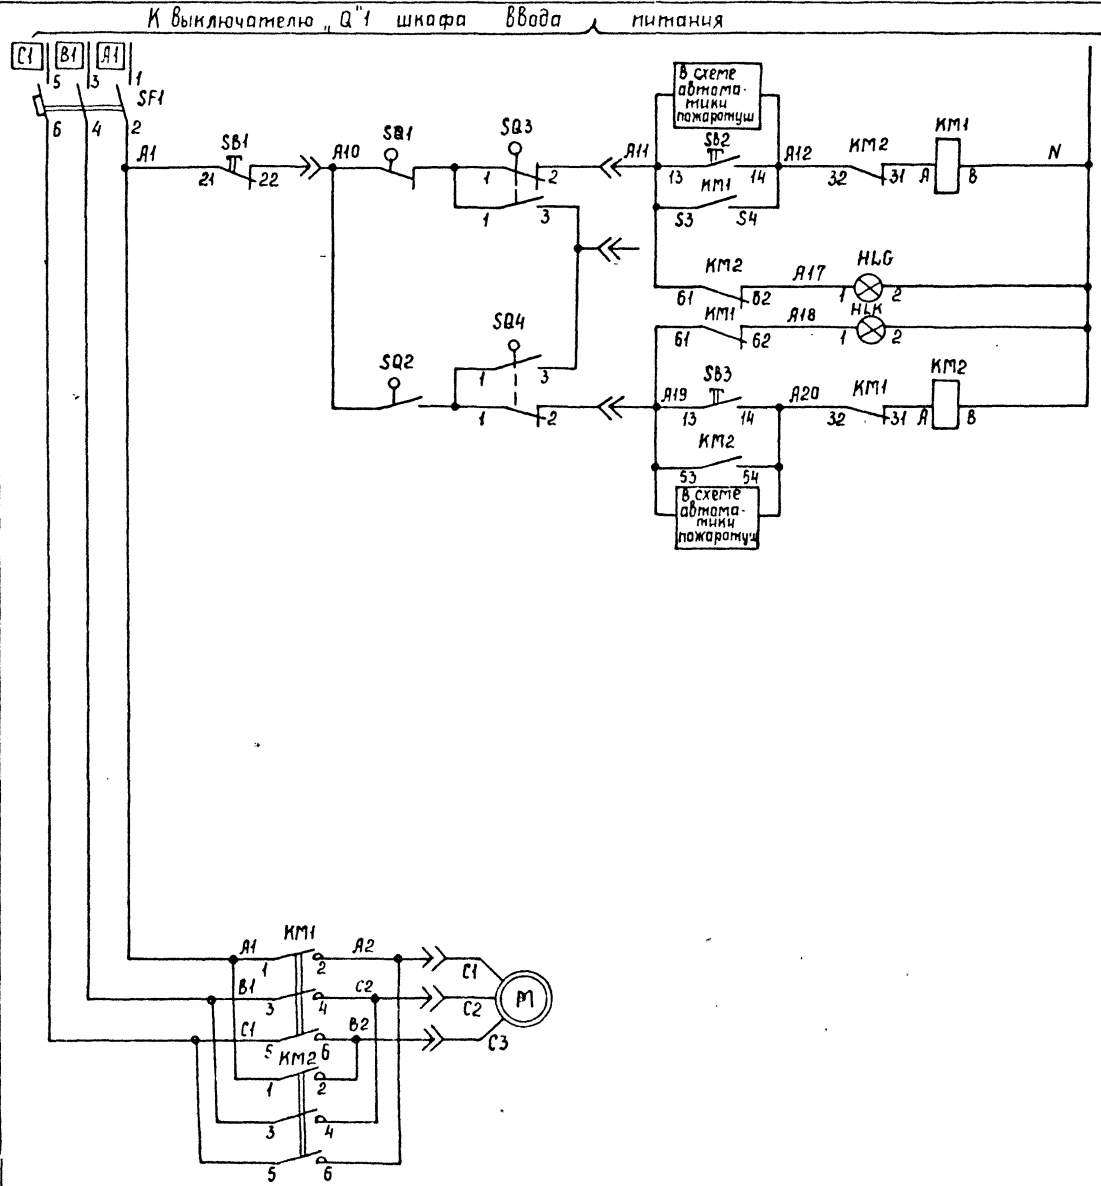 К выключателю „Q"1 шкафа ввода питания
C1 B1 A1
5 3 1
SF1
6 4 2
В схеме
автома-
тики
пожаротуш
A1 SB1 21 22
A10 SQ1
SQ3 1 2
1 3
A11 SB2 13 14
A12 KM2 32 31
KM1 A B
N
KM1 53 54
KM2 61 62
A17 HLG 1 2
KM1 61 62
A18 HLK 1 2
SQ4 1 3
SQ2
1 2
A19 SB3 13 14
A20 KM1 32 31
KM2 A B
KM2 53 54
В схеме
автома-
тики
пожаротуш
A1 KM1 A2
1 2 C1
B1 C2
3 4 C2
M
C1 B2
5 6 C3
KM2
1 2
3 4
5 6